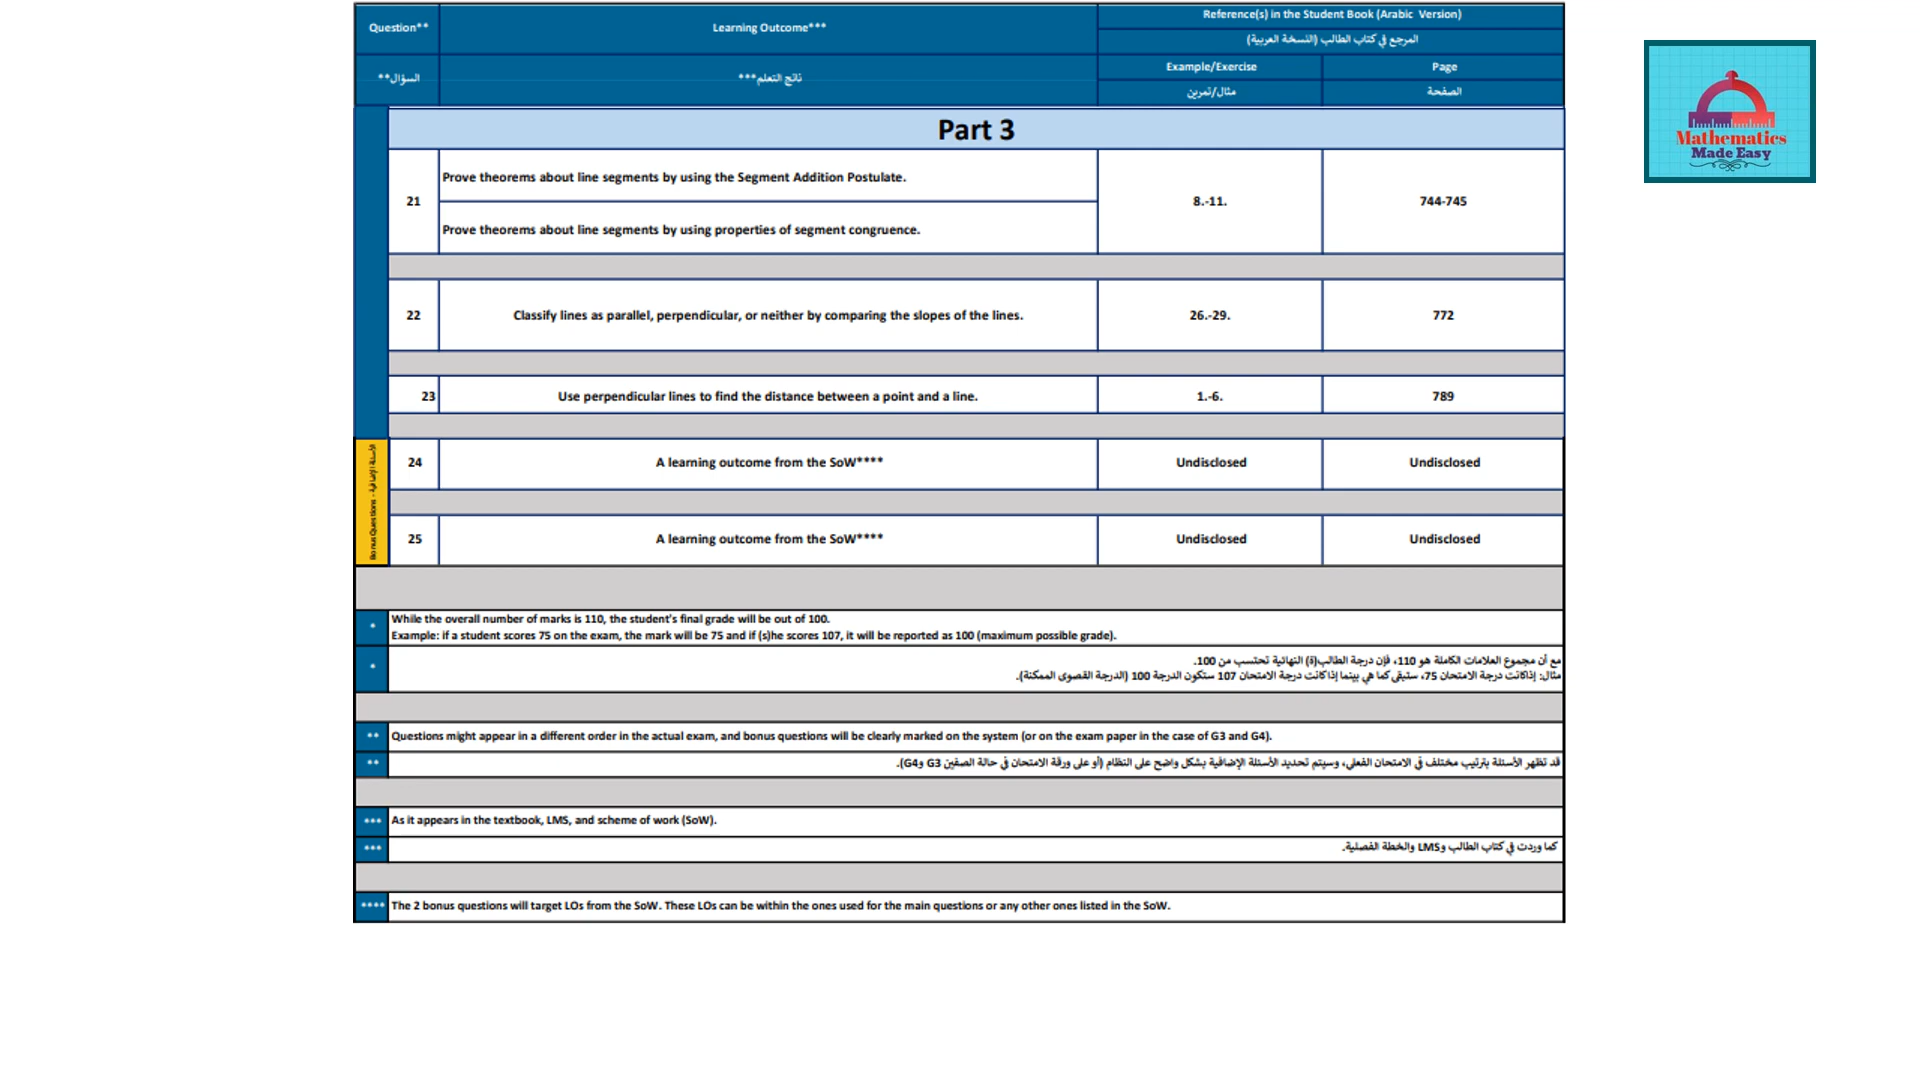 Question**
Learning Outcome***
Reference(s) in the Student Book (Arabic Version)
المرجع في كتاب الطالب (النسخة العربية)
السؤال**
ناتج التعلم***
Example/Exercise
Page
مثال/تمرين
الصفحة
Part 3
21
Prove theorems about line segments by using the Segment Addition Postulate.
Prove theorems about line segments by using properties of segment congruence.
8.-11.
744-745
22
Classify lines as parallel, perpendicular, or neither by comparing the slopes of the lines.
26.-29.
772
23
Use perpendicular lines to find the distance between a point and a line.
1.-6.
789
Bonus Questions - الأسئلة الإضافية
24
A learning outcome from the SoW****
Undisclosed
Undisclosed
25
A learning outcome from the SoW****
Undisclosed
Undisclosed
*
While the overall number of marks is 110, the student's final grade will be out of 100.
Example: if a student scores 75 on the exam, the mark will be 75 and if (s)he scores 107, it will be reported as 100 (maximum possible grade).
*
مع أن مجموع العلامات الكاملة هو 110، فإن درجة الطالب(ة) النهائية تحتسب من 100.
مثال: إذا كانت درجة الامتحان 75، ستبقى كما هي بينما إذا كانت درجة الامتحان 107 ستكون الدرجة 100 (الدرجة القصوى الممكنة).
**
Questions might appear in a different order in the actual exam, and bonus questions will be clearly marked on the system (or on the exam paper in the case of G3 and G4).
**
قد تظهر الأسئلة بترتيب مختلف في الامتحان الفعلي، وسيتم تحديد الأسئلة الإضافية بشكل واضح على النظام (أو على ورقة الامتحان في حالة الصفين G3 وG4).
***
As it appears in the textbook, LMS, and scheme of work (SoW).
***
كما وردت في كتاب الطالب وLMS والخطة الفصلية.
****
The 2 bonus questions will target LOs from the SoW. These LOs can be within the ones used for the main questions or any other ones listed in the SoW.
Mathematics
Made Easy